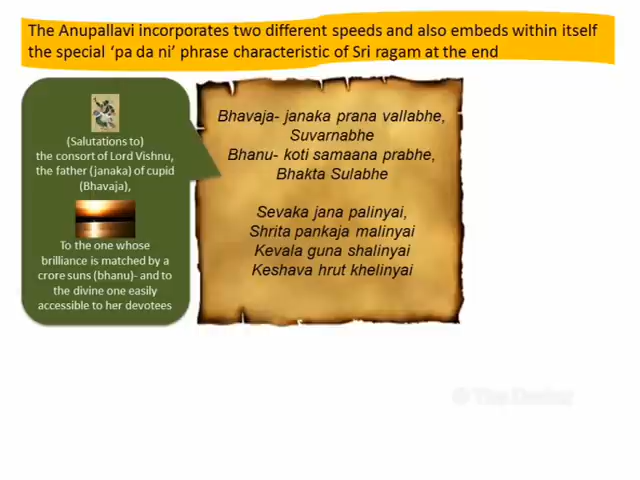 The Anupallavi incorporates two different speeds and also embeds within itself
the special ‘pa da ni’ phrase characteristic of Sri ragam at the end
(Salutations to)
the consort of Lord Vishnu,
the father (janaka) of cupid
(Bhavaja),
To the one whose
brilliance is matched by a
crore suns (bhanu)- and to
the divine one easily
accessible to her devotees
Bhavaja- janaka prana vallabhe,
Suvarnabhe
Bhanu- koti samaana prabhe,
Bhakta Sulabhe
Sevaka jana palinyai,
Shrita pankaja malinyai
Kevala guna shalinyai
Keshava hrut khelinyai